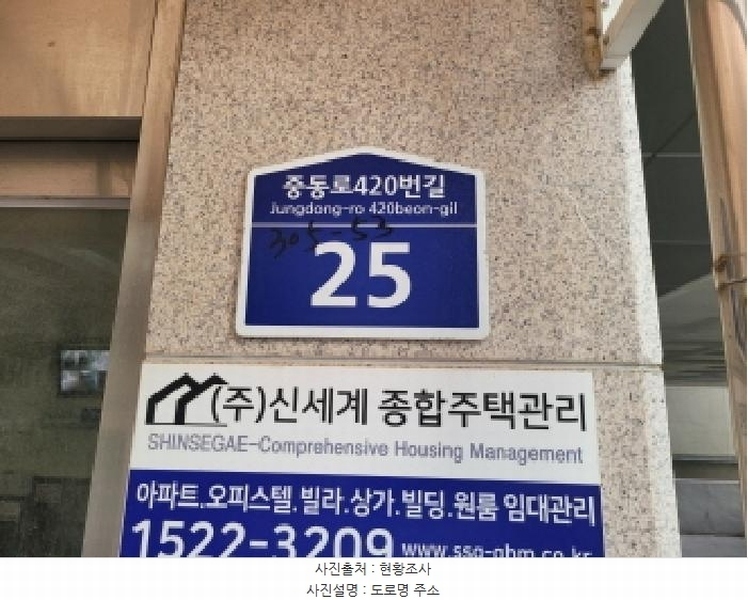 중동로420번길
Jungdong-ro 420beon-gil
305-53
25
(주)신세계 종합주택관리
SHINSEGAE-Comprehensive Housing Management
아파트.오피스텔.빌라.상가.빌딩.원룸 임대관리
1522-3209
사진출처 : 현황조사
사진설명 : 도로명 주소